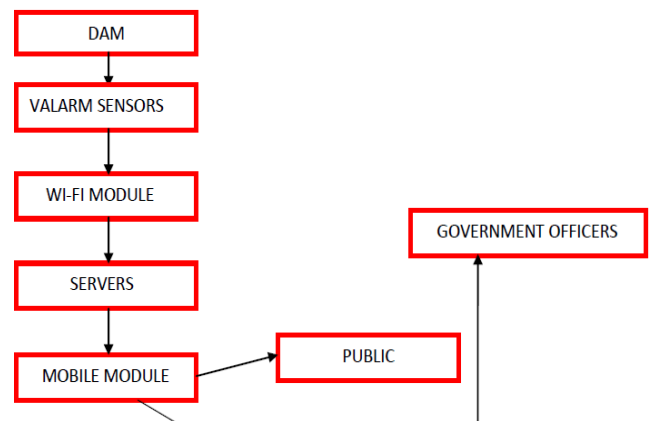 DAM
VALARM SENSORS
WI-FI MODULE
GOVERNMENT OFFICERS
SERVERS
PUBLIC
MOBILE MODULE